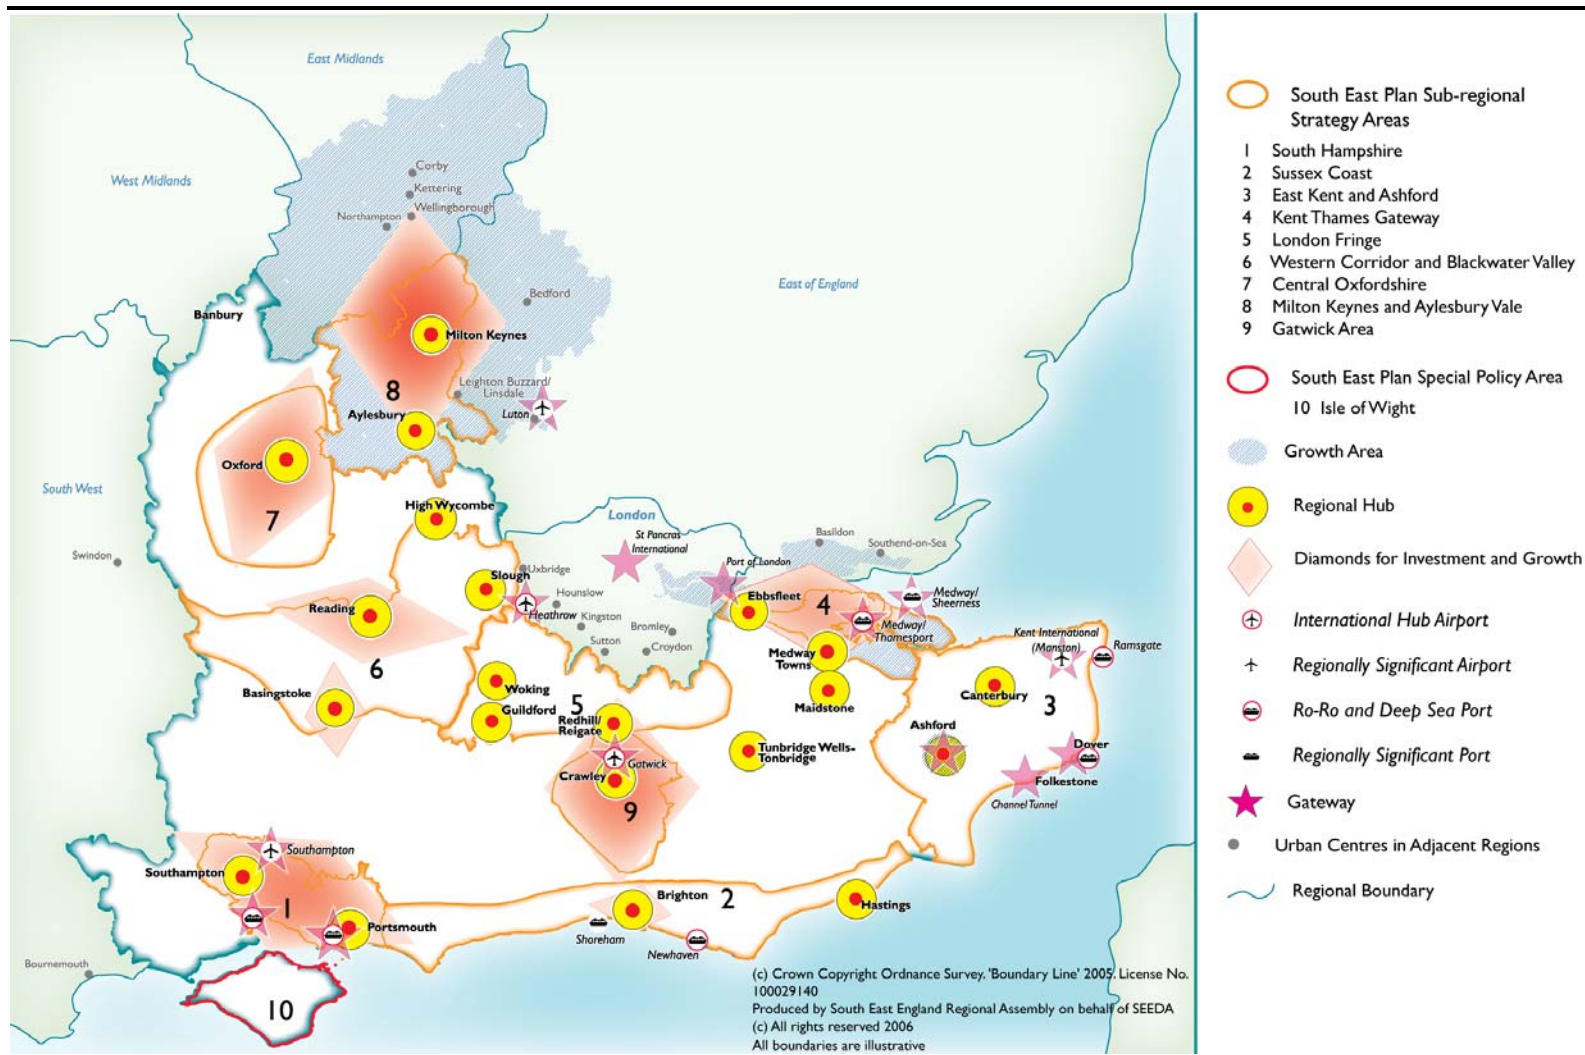 East Midlands
West Midlands
Corby
Kettering
Wellingborough
Northampton
East of England
Bedford
Banbury
Milton Keynes
8
Leighton Buzzard/
Linsdale
Aylesbury
Luton
Oxford
South West
7
High Wycombe
London
St Pancras
International
Basildon
Southend-on-Sea
Swindon
Uxbridge
Port of London
Slough
Hounslow
Heathrow
Kingston
Bromley
Sutton
Croydon
Reading
Ebbsfleet
4
Medway/
Sheerness
Medway/
Thamesport
Kent International
(Manston)
Ramsgate
Medway
Towns
6
Basingstoke
Woking
Guildford
5
Redhill/
Reigate
Maidstone
Canterbury
3
Ashford
Tunbridge Wells-
Tonbridge
Dover
Gatwick
Crawley
Folkestone
Channel Tunnel
9
Southampton
Southampton
1
Portsmouth
Brighton
2
Hastings
Shoreham
Newhaven
Bournemouth
10
(c) Crown Copyright Ordnance Survey. 'Boundary Line' 2005. License No.
100029140
Produced by South East England Regional Assembly on behalf of SEEDA
(c) All rights reserved 2006
All boundaries are illustrative
South East Plan Sub-regional
Strategy Areas
1 South Hampshire
2 Sussex Coast
3 East Kent and Ashford
4 Kent Thames Gateway
5 London Fringe
6 Western Corridor and Blackwater Valley
7 Central Oxfordshire
8 Milton Keynes and Aylesbury Vale
9 Gatwick Area
South East Plan Special Policy Area
10 Isle of Wight
Growth Area
Regional Hub
Diamonds for Investment and Growth
International Hub Airport
Regionally Significant Airport
Ro-Ro and Deep Sea Port
Regionally Significant Port
Gateway
Urban Centres in Adjacent Regions
Regional Boundary